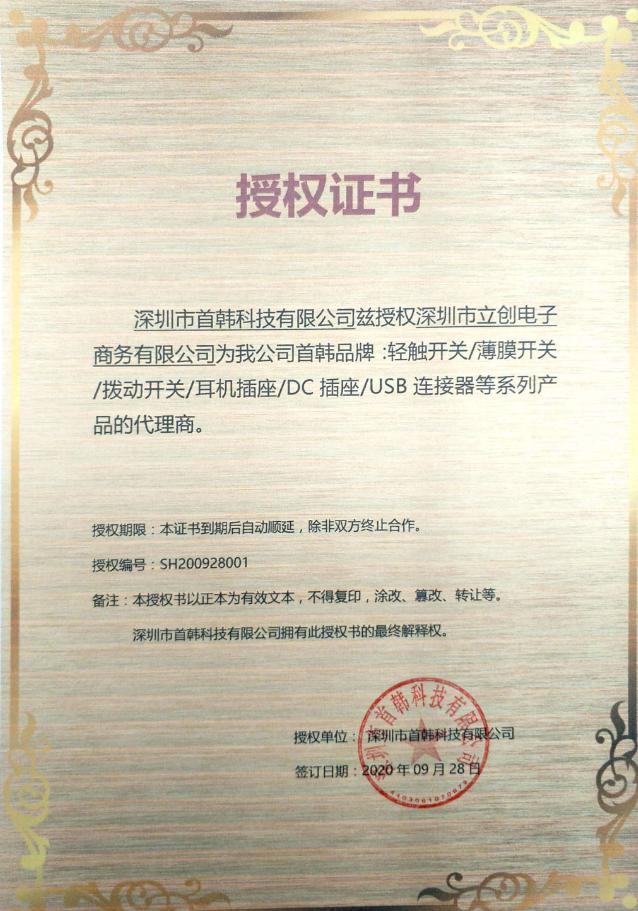 授权证书
深圳市首韩科技有限公司兹授权深圳市立创电子
商务有限公司为我公司首韩品牌:轻触开关/薄膜开关
/拨动开关/耳机插座/DC 插座/USB 连接器等系列产
品的代理商。
授权期限：本证书到期后自动顺延，除非双方终止合作。
授权编号：SH200928001
备注：本授权书以正本为有效文本，不得复印，涂改、篡改、转让等。
深圳市首韩科技有限公司拥有此授权书的最终解释权。
深圳市首韩科技有限公司
授权单位： 深圳市首韩科技有限公司
签订日期：2020 年 09 月 28 日